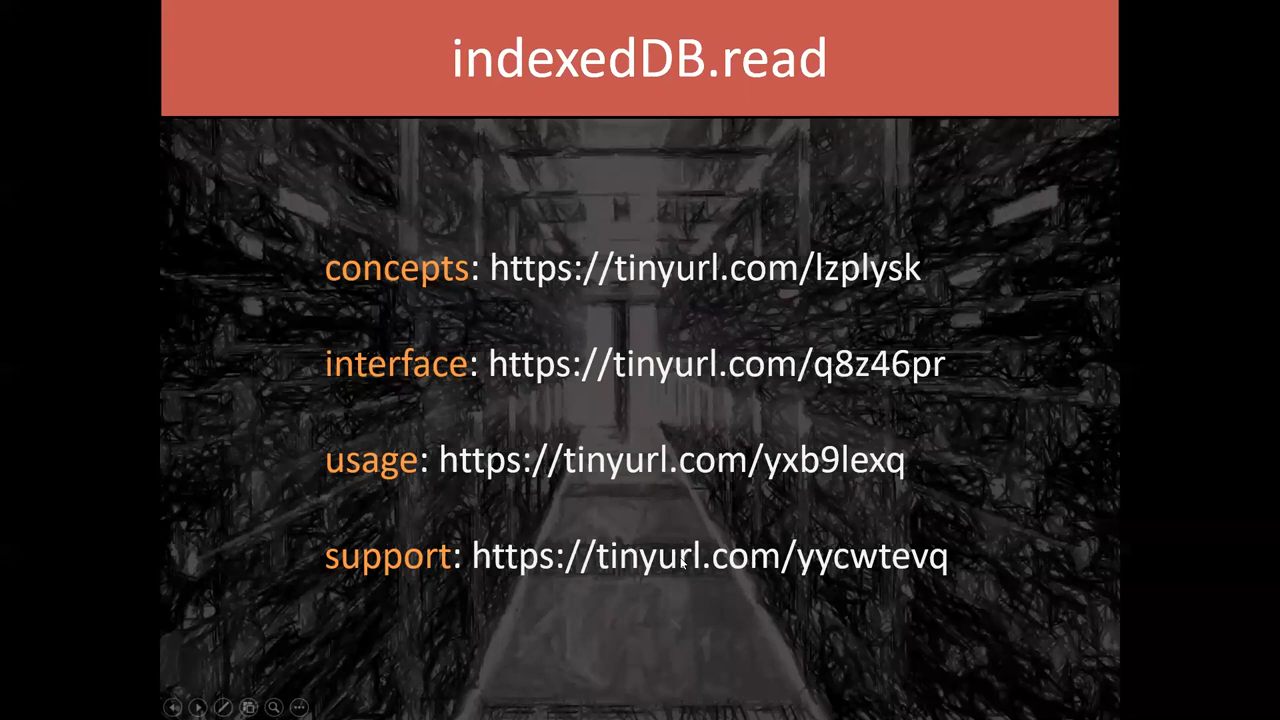 indexedDB.read
concepts: https://tinyurl.com/lzplysk
interface: https://tinyurl.com/q8z46pr
usage: https://tinyurl.com/yxb9lexq
support: https://tinyurl.com/yycwtevq